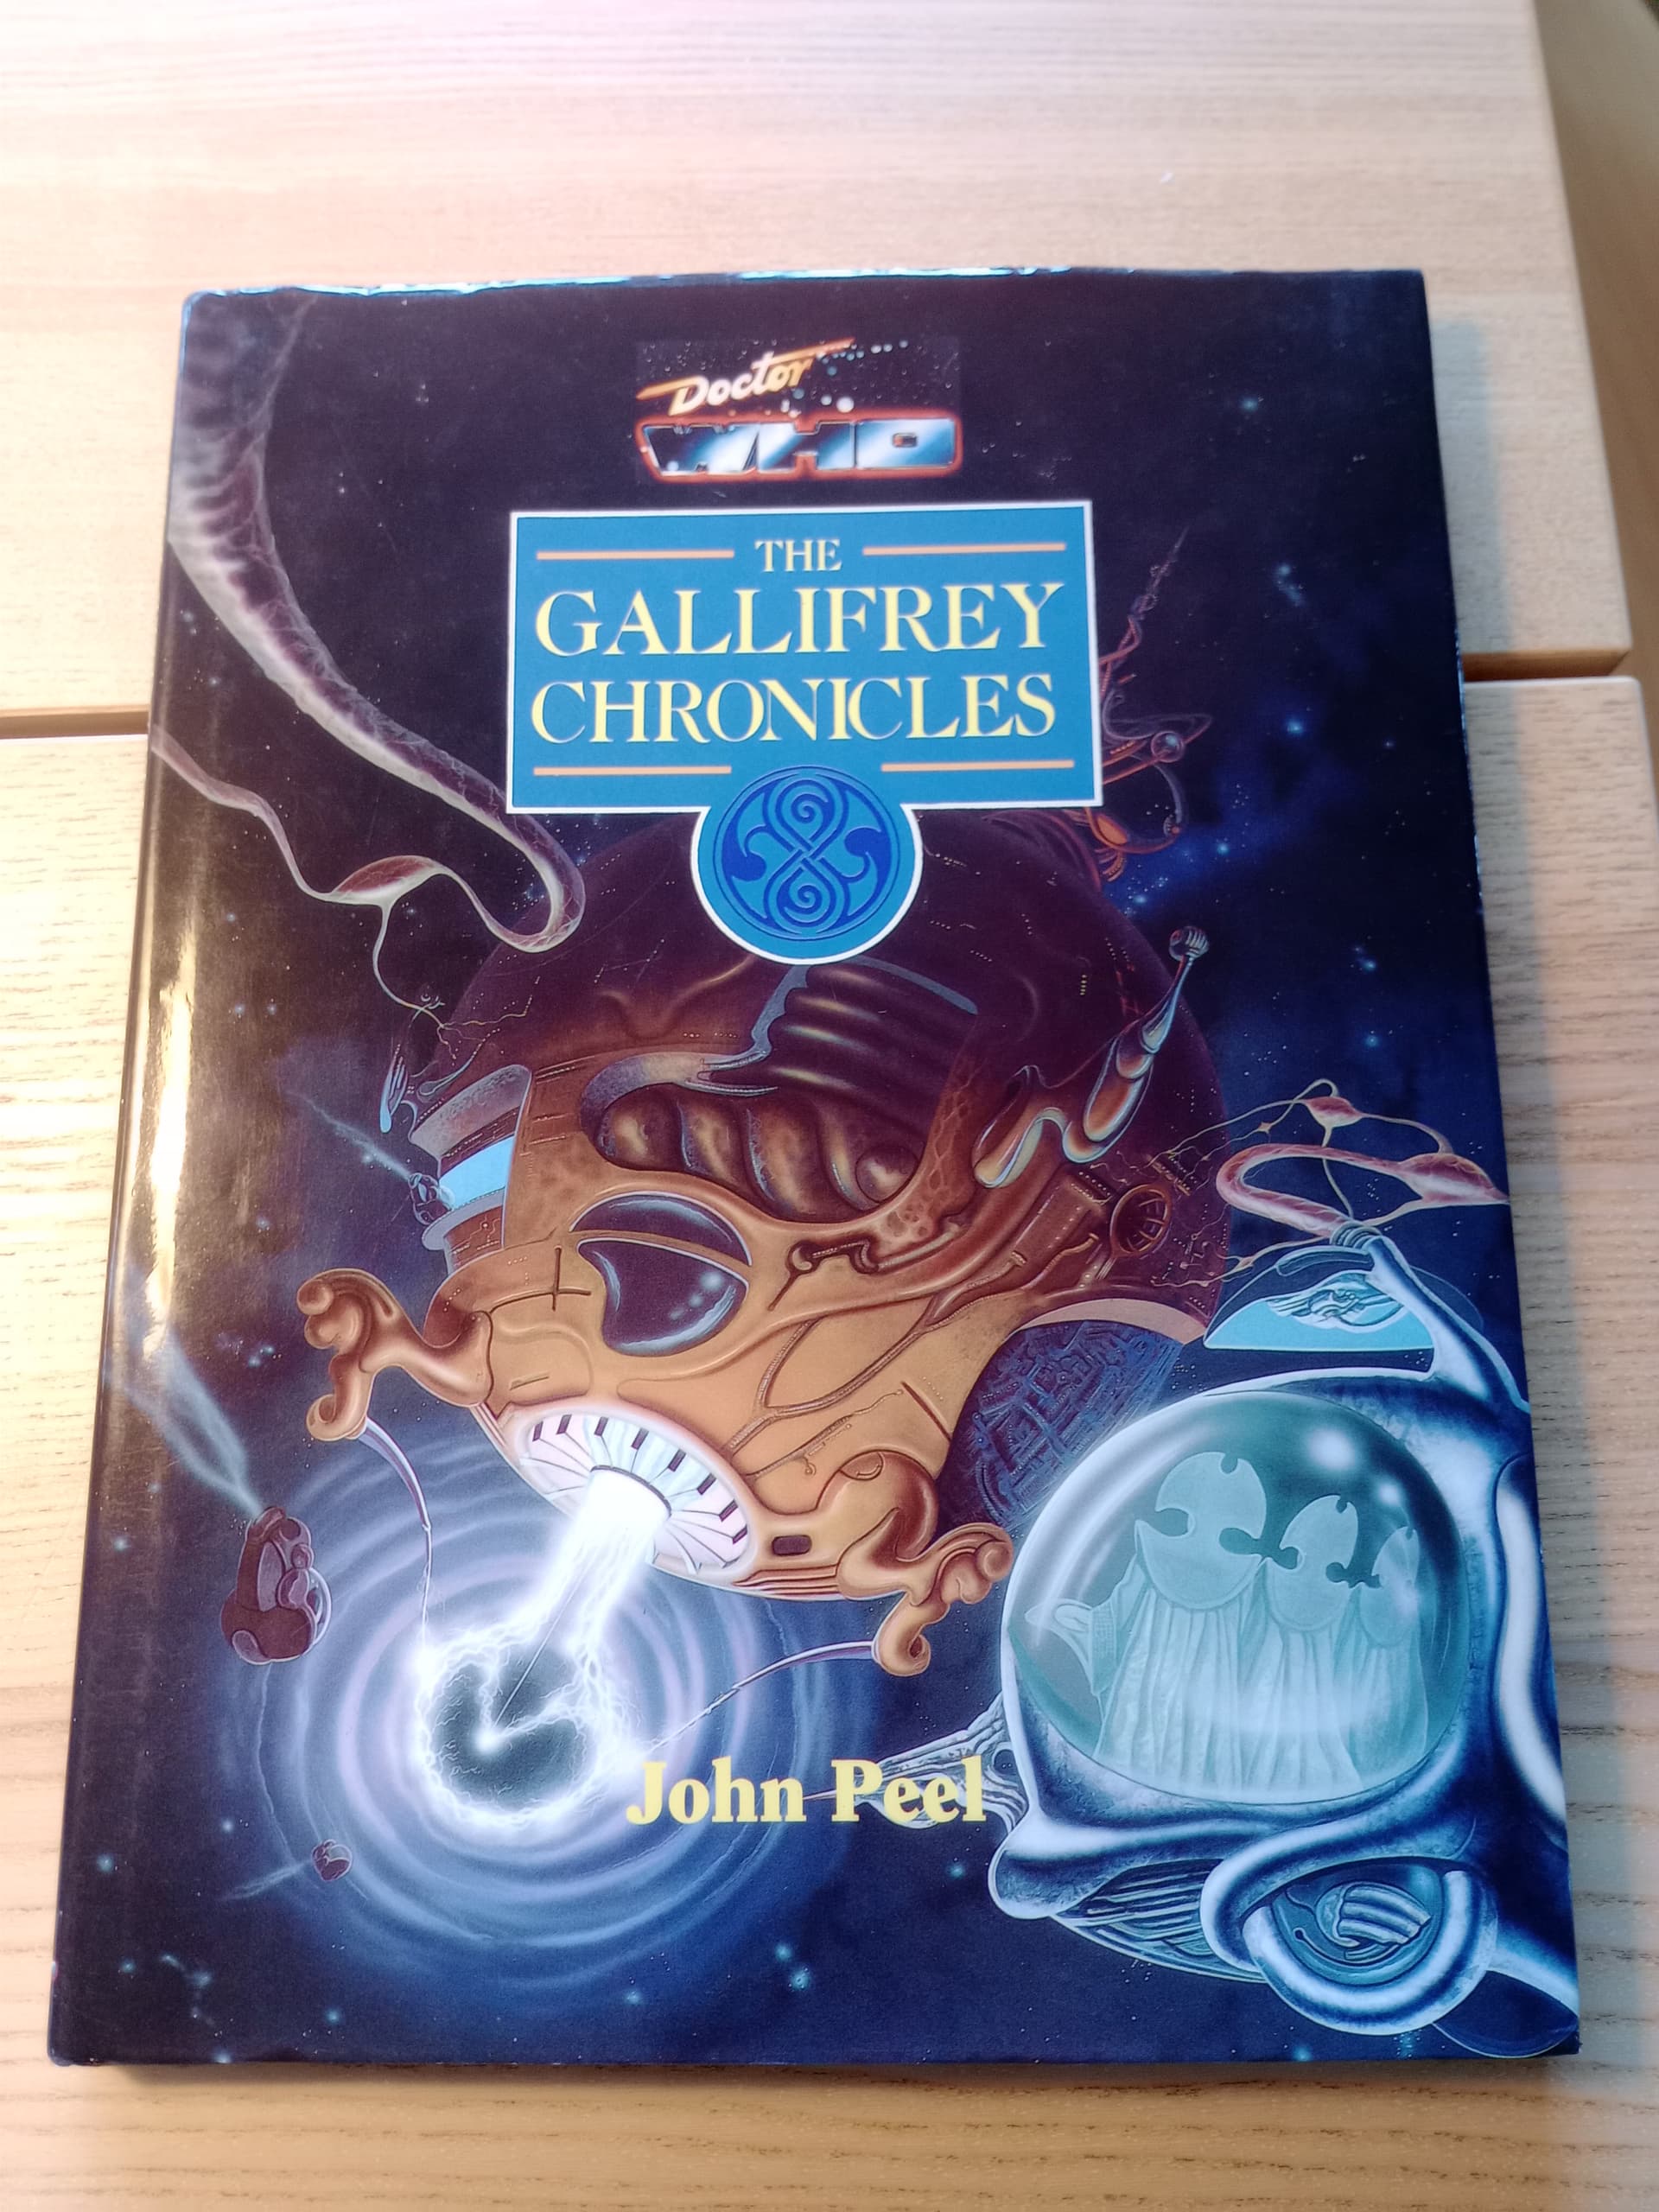 Doctor
WHO
THE
GALLIFREY
CHRONICLES
John Peel